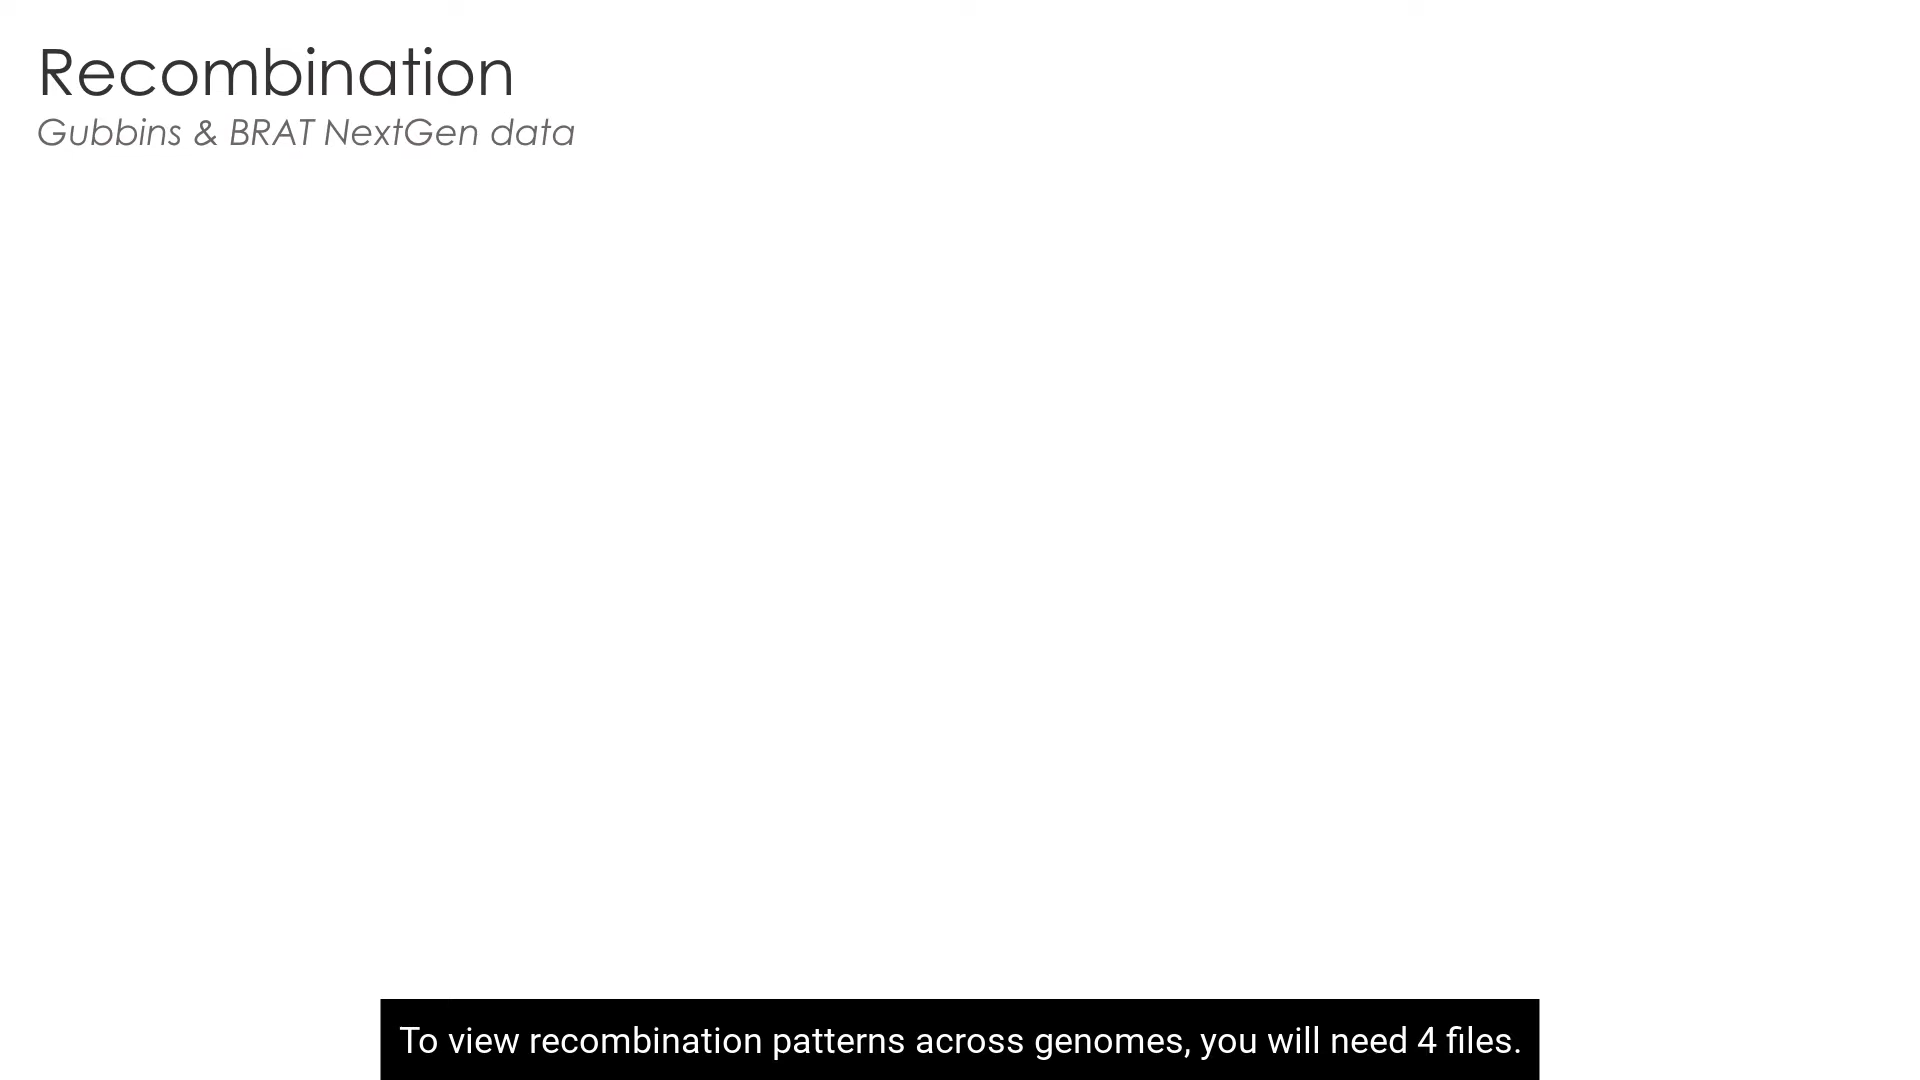 Recombination
Gubbins & BRAT NextGen data
To view recombination patterns across genomes, you will need 4 files.